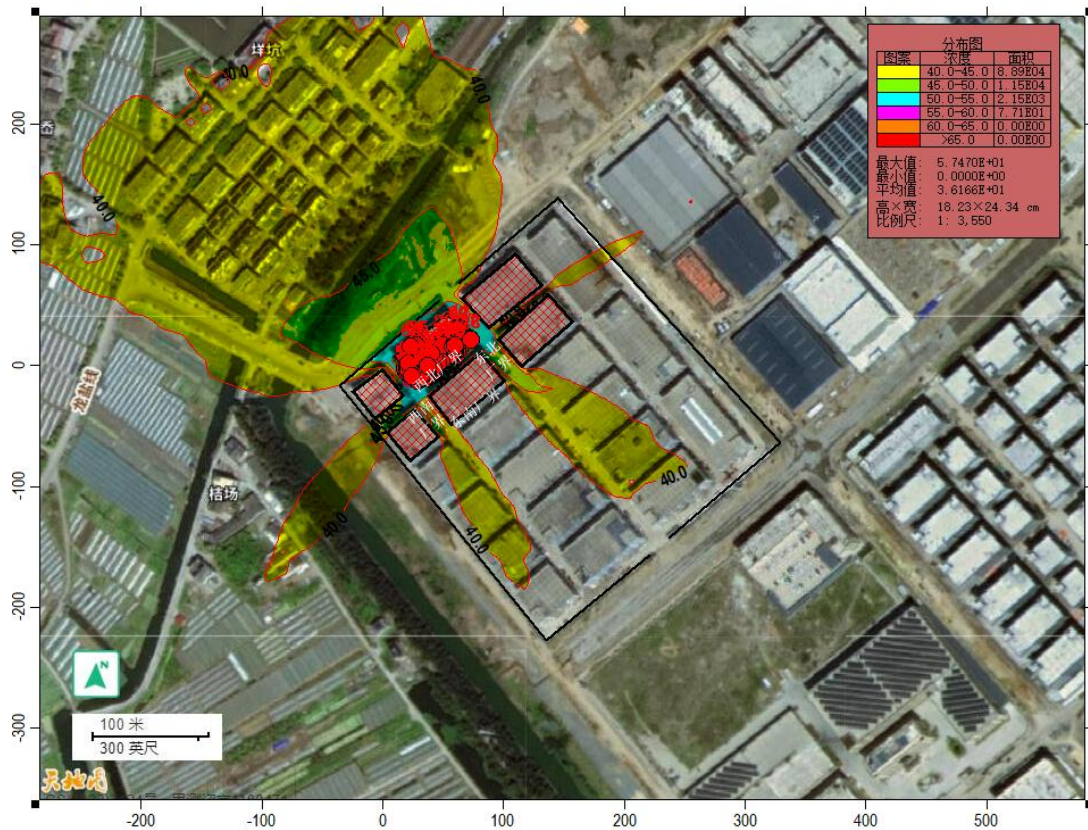 分布图
图案 浓度 面积
40.0-45.0 8.89E04
45.0-50.0 1.15E04
50.0-55.0 2.15E03
55.0-60.0 7.71E01
60.0-65.0 0.00E00
>65.0 0.00E00
最大值: 5.7470E+01
最小值: 0.0000E+00
平均值: 3.6166E+01
高×宽: 18.23×24.34 cm
比例尺: 1: 3,550
垟坑
40.0
40.0
40.0
45.0
西北厂界
东北
厂界
西南
厂界
东南厂界
桔场
40.0
40.0
40.0
100 米
300 英尺
天地图
N
200
100
0
-100
-200
-300
-200
-100
0
100
200
300
400
500